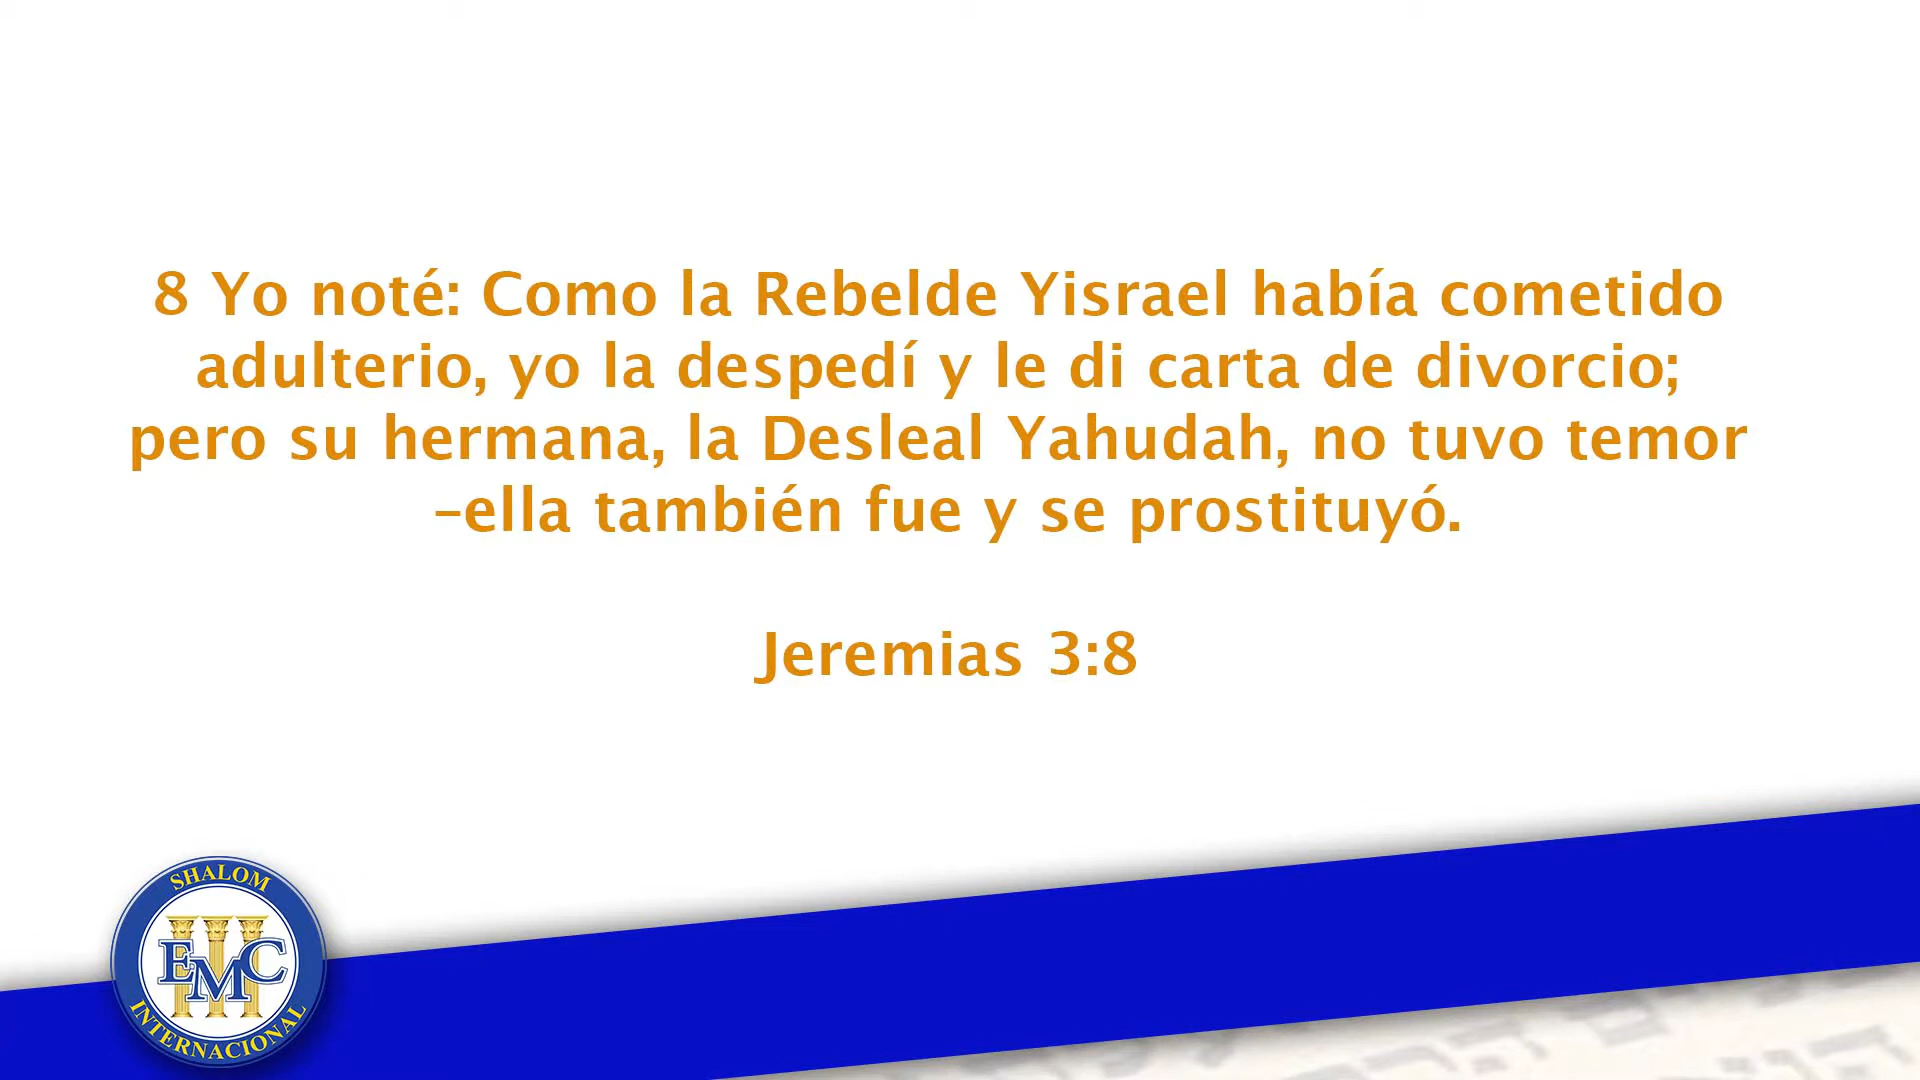 8 Yo noté: Como la Rebelde Yisrael había cometido
adulterio, yo la despedí y le di carta de divorcio;
pero su hermana, la Desleal Yahudah, no tuvo temor
–ella también fue y se prostituyó.
Jeremias 3:8
SHALOM
EMC
INTERNACIONAL